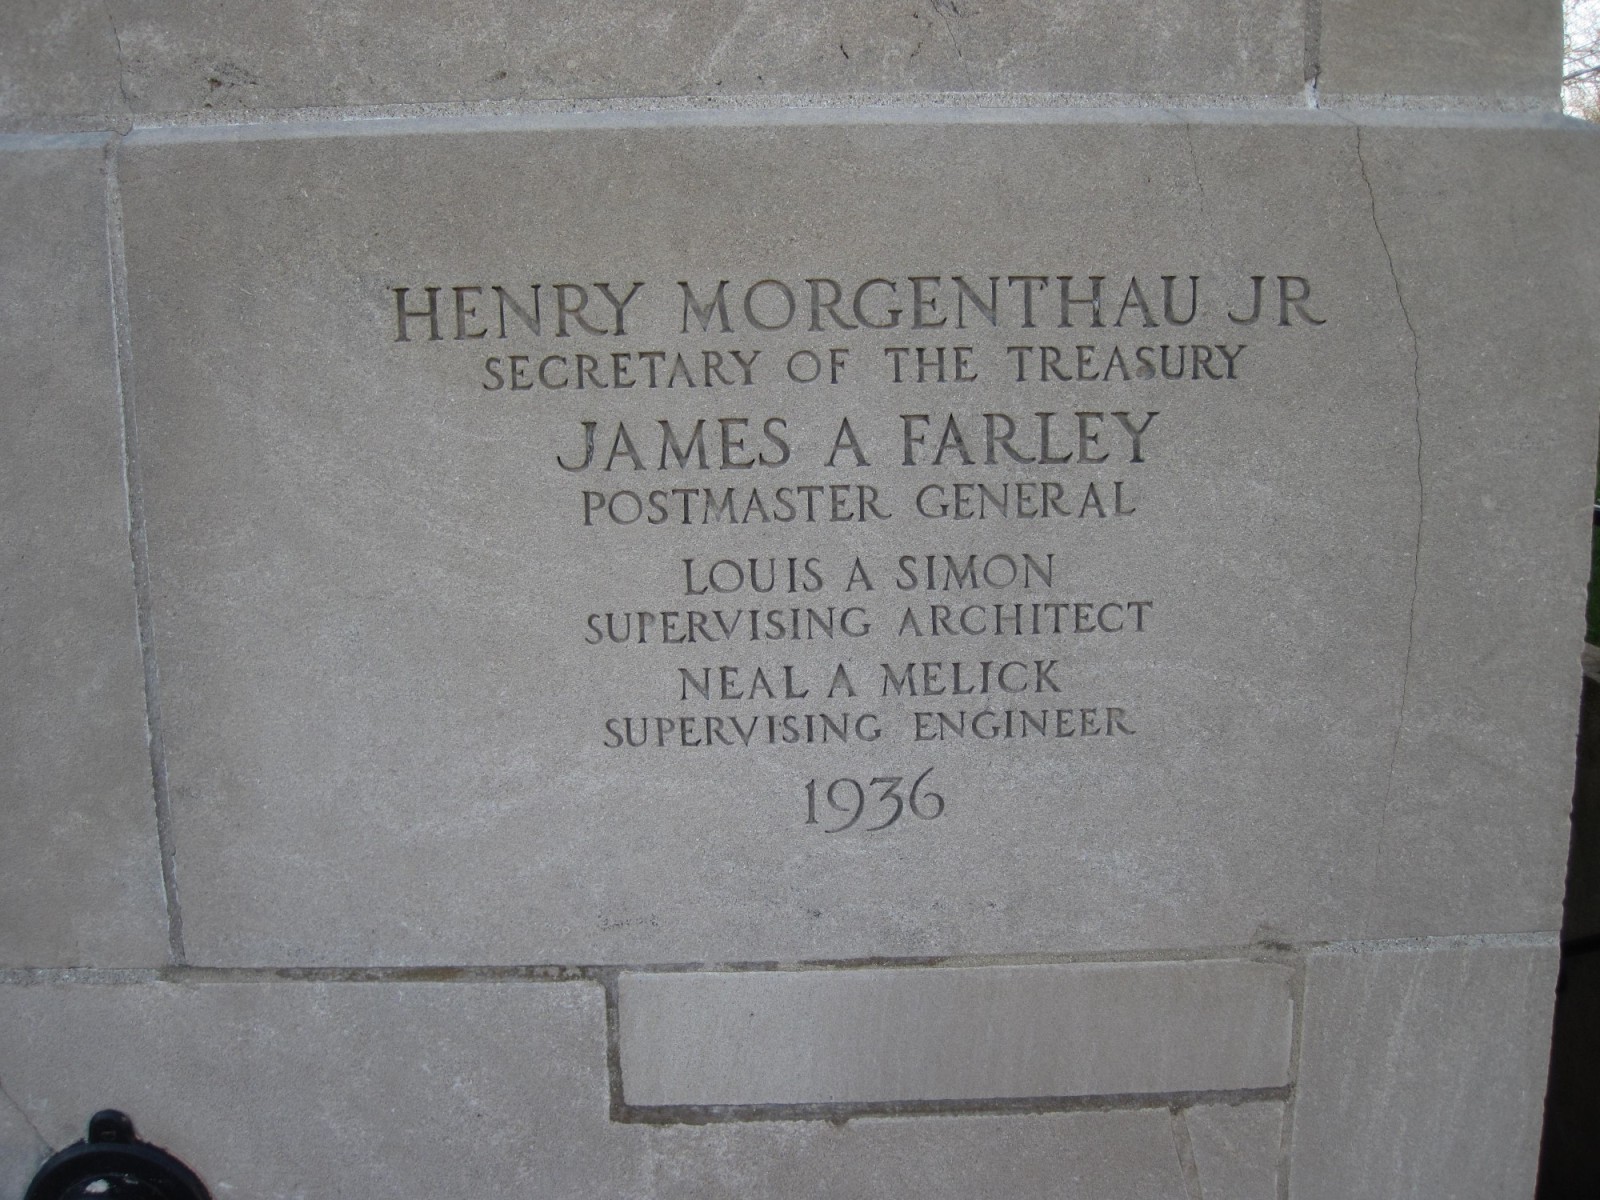 HENRY MORGENTHAU JR
SECRETARY OF THE TREASURY
JAMES A FARLEY
POSTMASTER GENERAL
LOUIS A SIMON
SUPERVISING ARCHITECT
NEAL A MELICK
SUPERVISING ENGINEER
1936